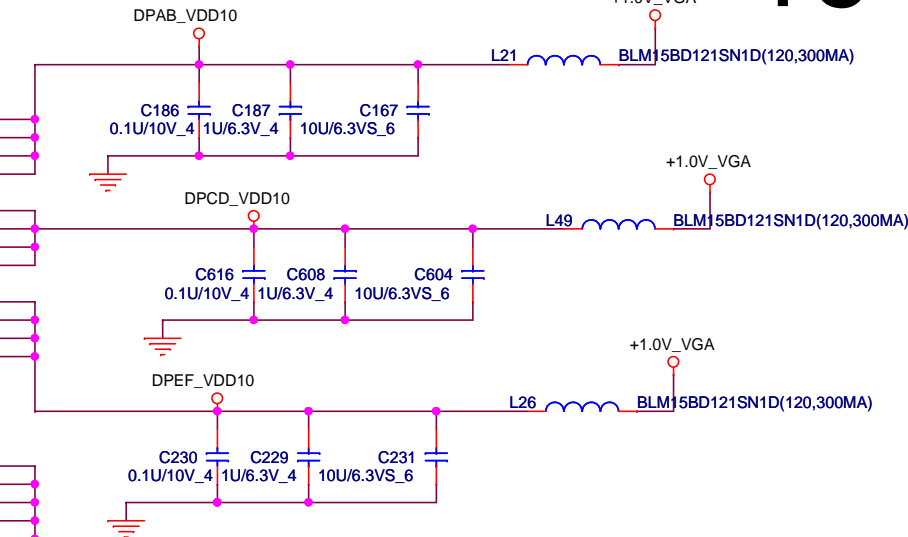 +1.0V_VGA
DPAB_VDD10
L21 BLM15BD121SN1D(120,300MA)
C186 C187 C167
0.1U/10V_4 1U/6.3V_4 10U/6.3VS_6
+1.0V_VGA
DPCD_VDD10
L49 BLM15BD121SN1D(120,300MA)
C616 C608 C604
0.1U/10V_4 1U/6.3V_4 10U/6.3VS_6
+1.0V_VGA
DPEF_VDD10
L26 BLM15BD121SN1D(120,300MA)
C230 C229 C231
0.1U/10V_4 1U/6.3V_4 10U/6.3VS_6